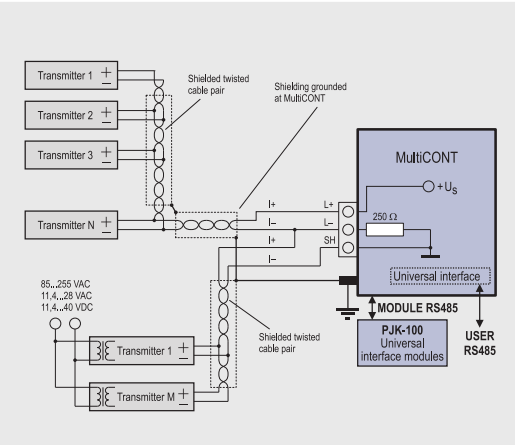 Transmitter 1 + –
Transmitter 2 + –
Transmitter 3 + –
Transmitter N + –
Shielded twisted
cable pair
Shielding grounded
at MultiCONT
MultiCONT
+ Us
250 Ω
I+ L+
I– L–
I+ SH
I–
Universal interface
85...255 VAC
11,4...28 VAC
11,4...40 VDC
MODULE RS485
PJK-100
Universal
interface modules
USER
RS485
Shielded twisted
cable pair
Transmitter 1 + –
Transmitter M + –